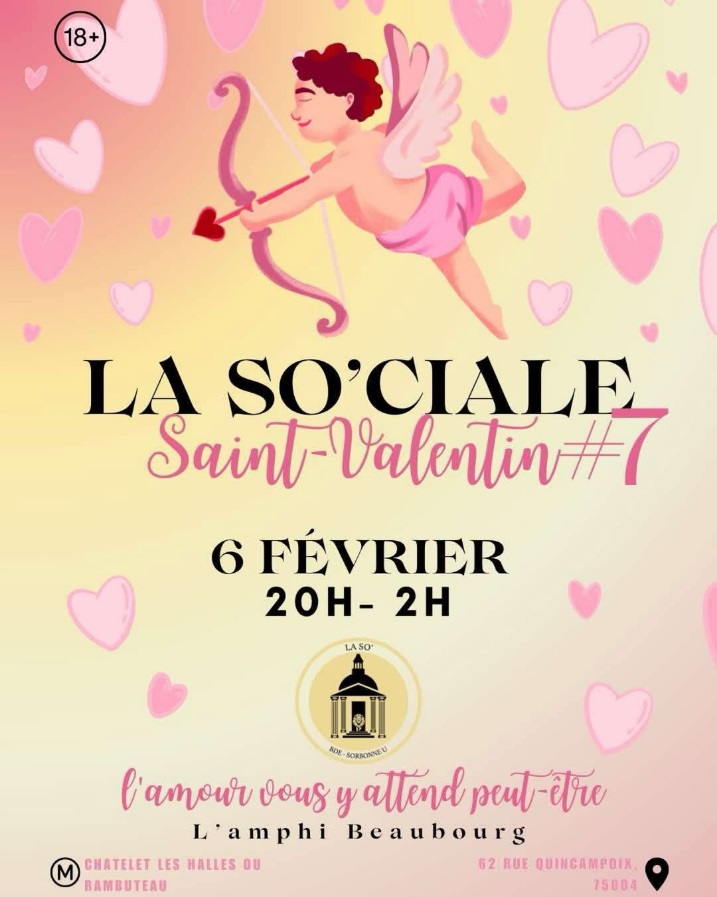 18+
LA SO'CIALE
Saint-Valentin #7
6 FÉVRIER
20H- 2H
LA SO'
BDE - SORBONNE U
l'amour vous y attend peut-être
L'amphi Beaubourg
M
CHATELET LES HALLES OU
RAMBUTEAU
62 RUE QUINCAMPOIX,
75004